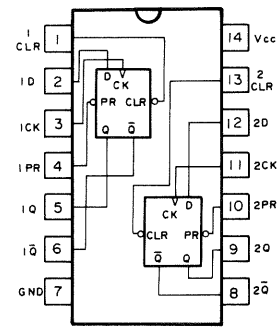 1 CLR 1 14 Vcc
1D 2 13 2 CLR
1CK 3 12 2D
1PR 4 11 2CK
1Q 5 10 2PR
1Q̅ 6 9 2Q
GND 7 8 2Q̅
D CK
PR CLR
Q Q̅
CK D
CLR PR
Q̅ Q